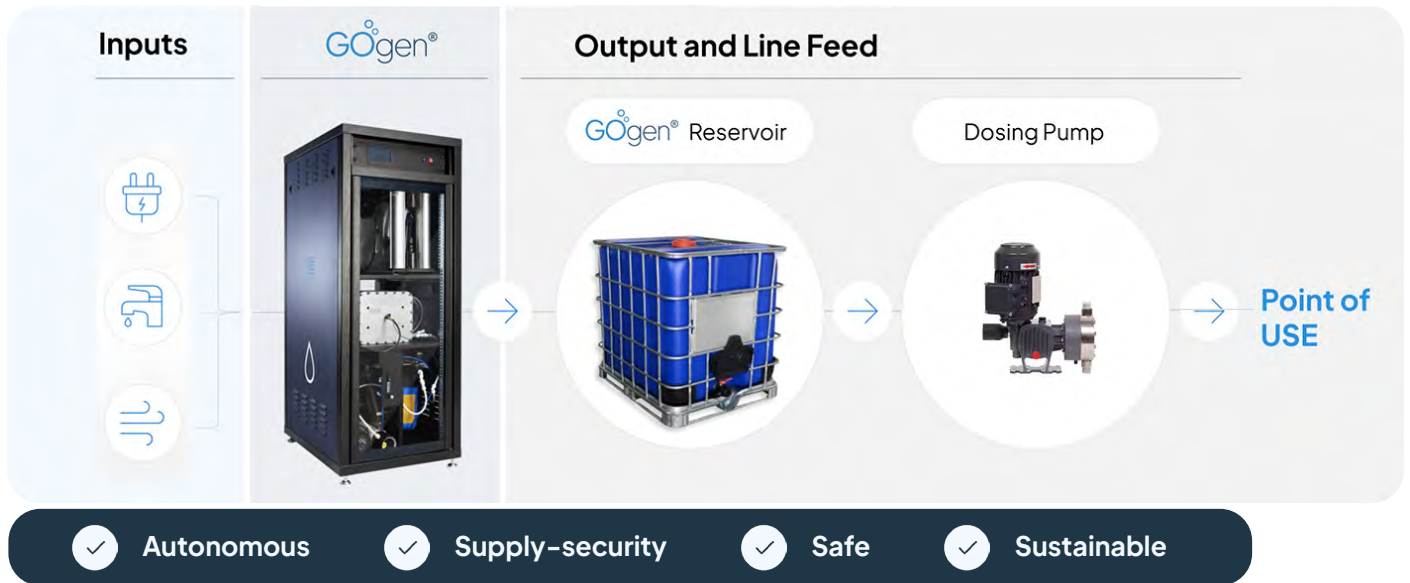 Inputs
GOgen®
Output and Line Feed
GOgen® Reservoir
Dosing Pump
Point of
USE
Autonomous
Supply-security
Safe
Sustainable